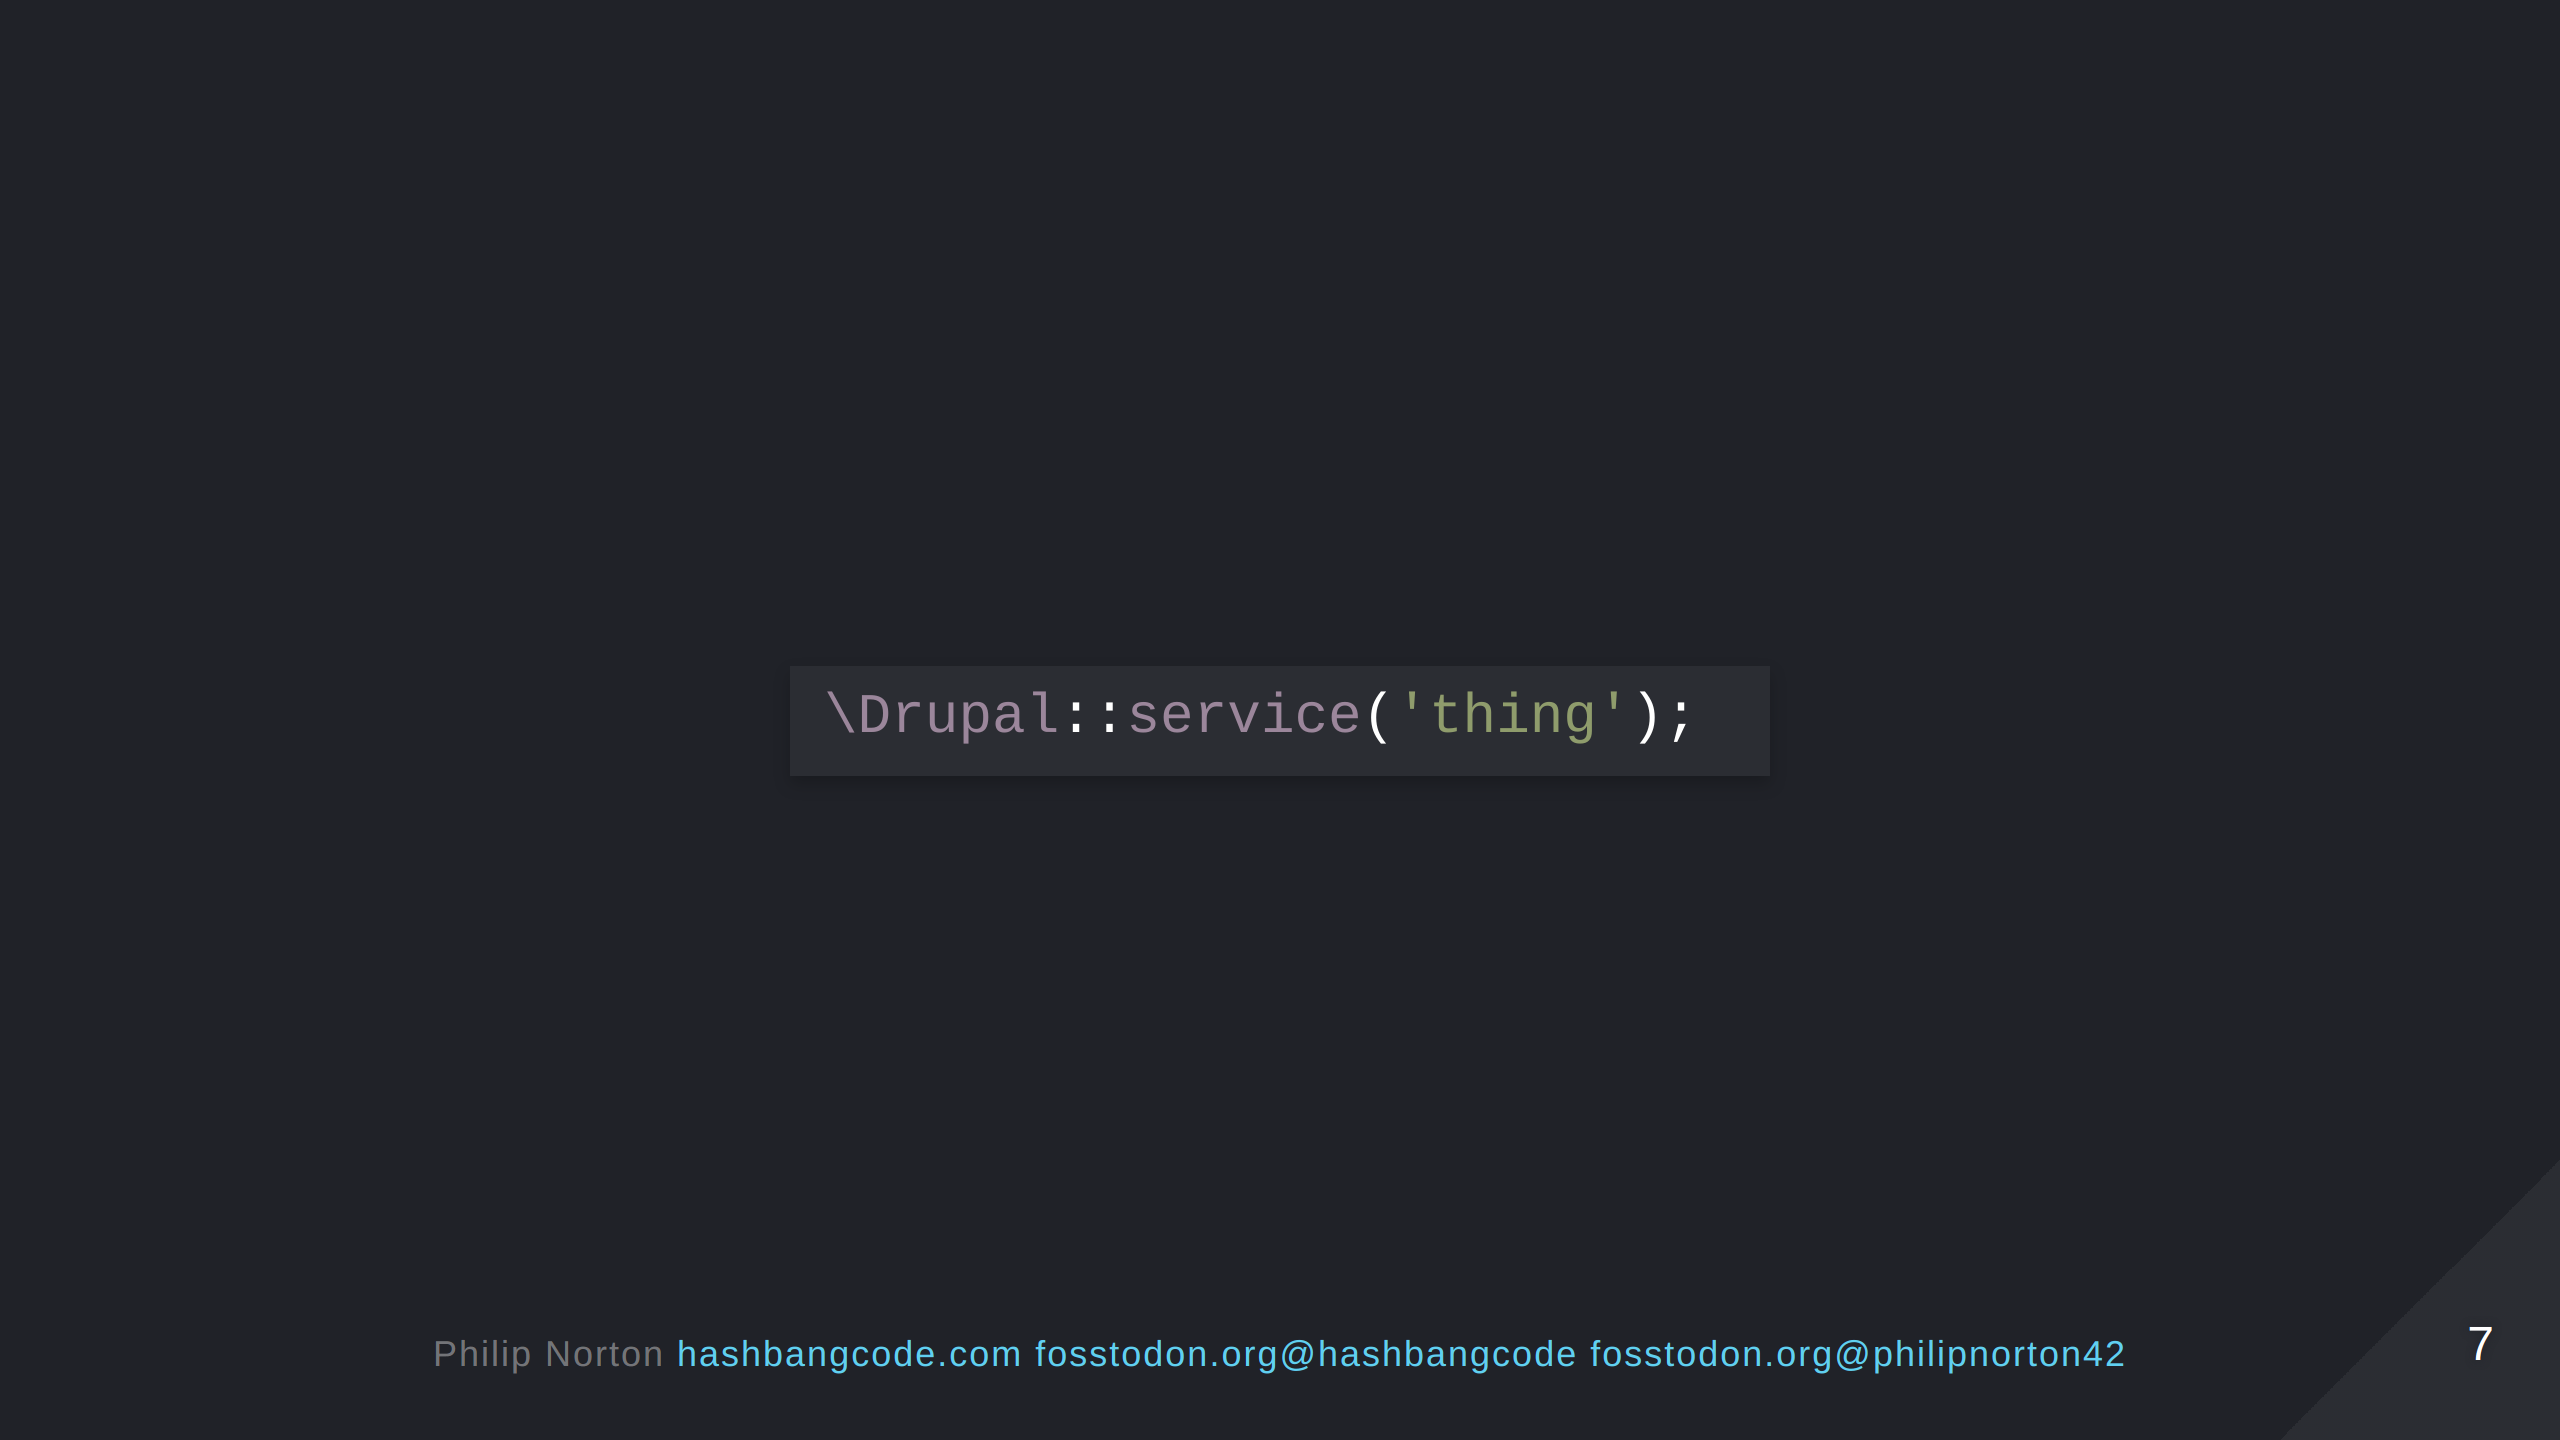 \Drupal::service('thing');
Philip Norton hashbangcode.com fosstodon.org@hashbangcode fosstodon.org@philipnorton42
7